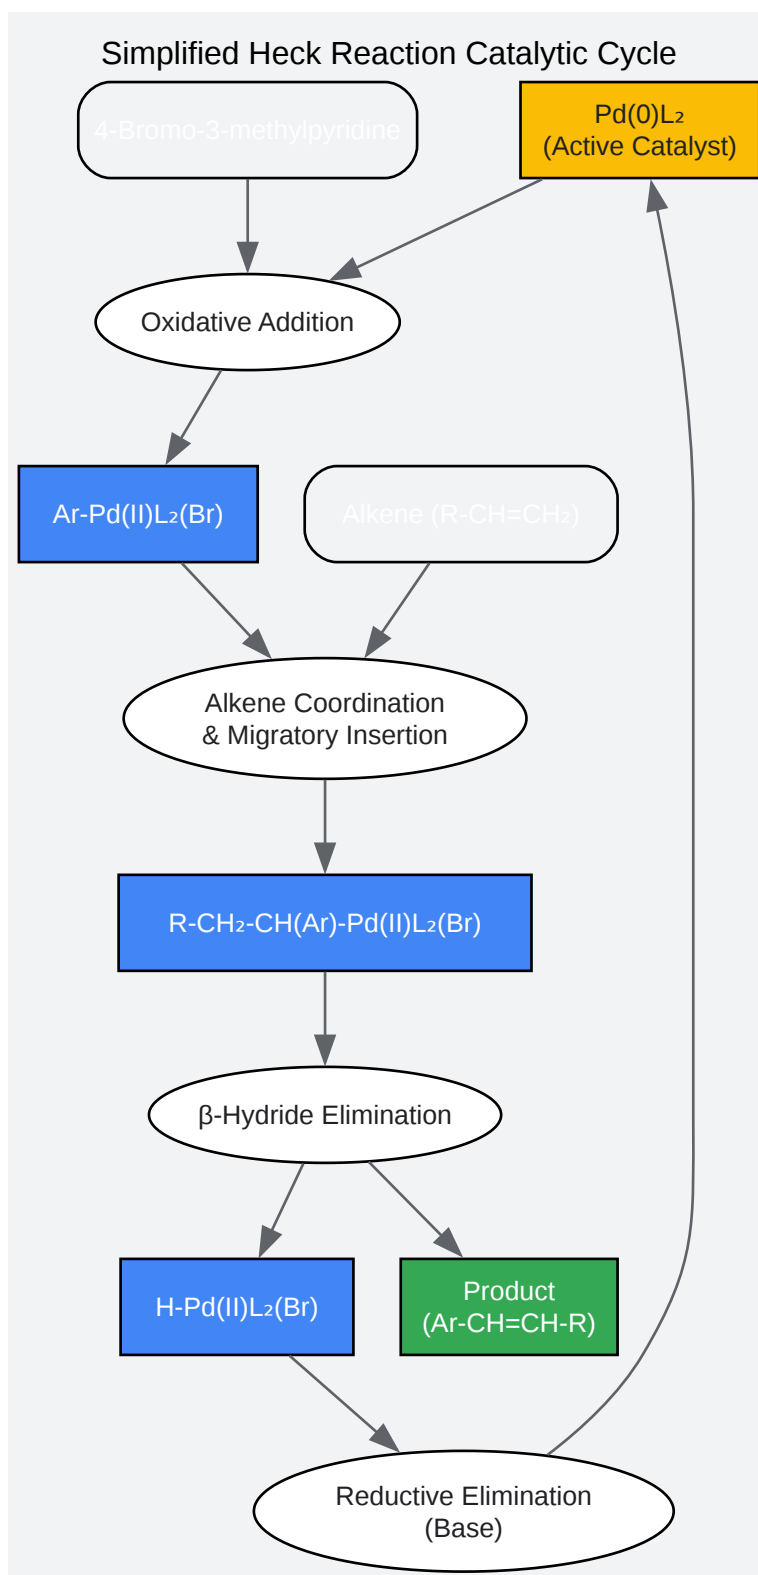 Simplified Heck Reaction Catalytic Cycle
4-Bromo-3-methylpyridine
Pd(0)L₂
(Active Catalyst)
Oxidative Addition
Ar-Pd(II)L₂(Br)
Alkene (R-CH=CH₂)
Alkene Coordination
& Migratory Insertion
R-CH₂-CH(Ar)-Pd(II)L₂(Br)
β-Hydride Elimination
H-Pd(II)L₂(Br)
Product
(Ar-CH=CH-R)
Reductive Elimination
(Base)